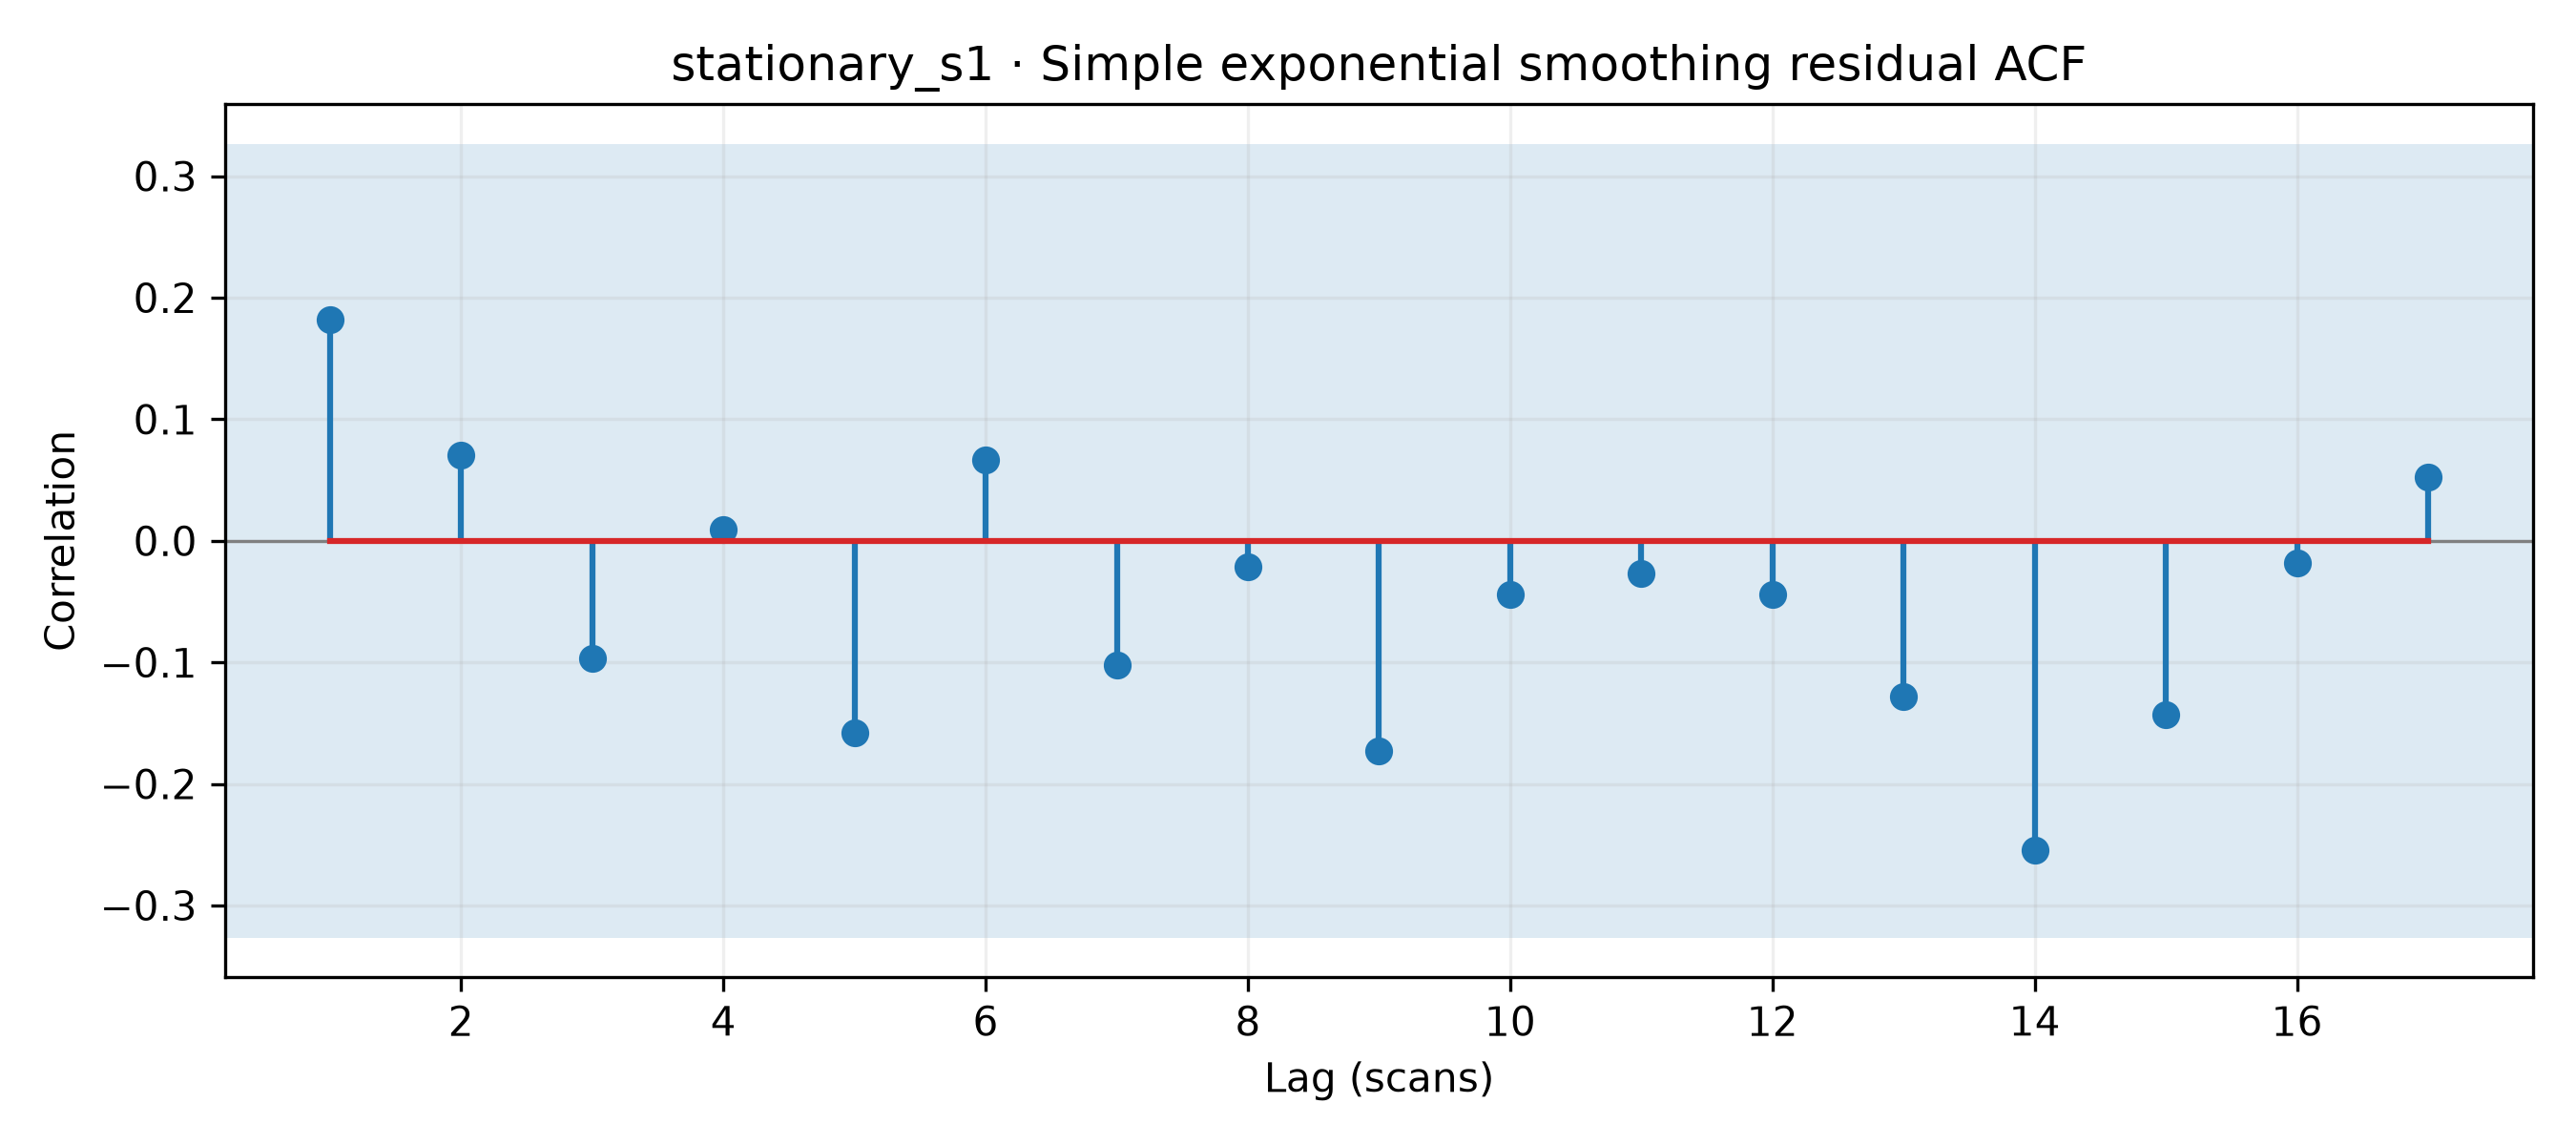 stationary_s1 · Simple exponential smoothing residual ACF
Correlation
0.3
0.2
0.1
0.0
−0.1
−0.2
−0.3
2 4 6 8 10 12 14 16
Lag (scans)